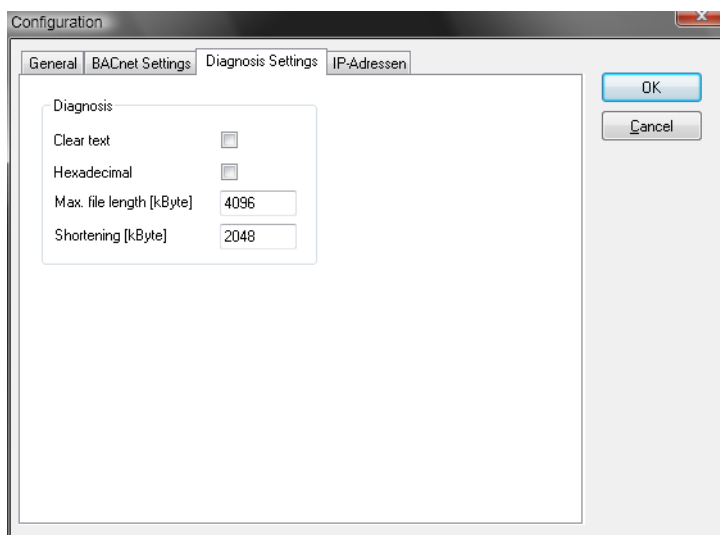 Configuration
General
BACnet Settings
Diagnosis Settings
IP-Adressen
Diagnosis
Clear text
Hexadecimal
Max. file length [kByte] 4096
Shortening [kByte] 2048
OK
Cancel